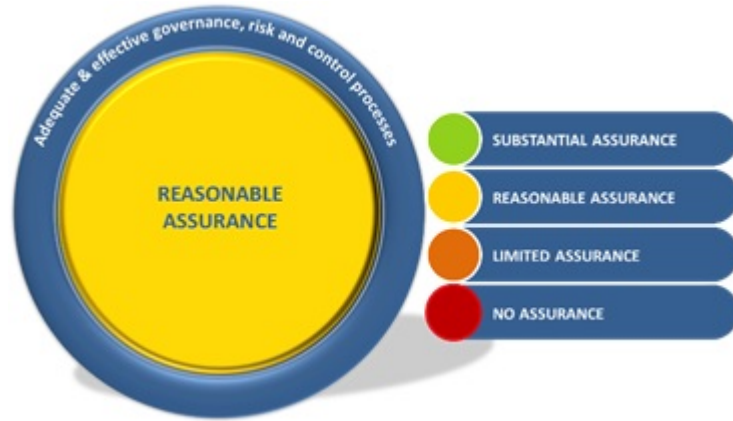 Adequate & effective governance, risk and control processes
REASONABLE
ASSURANCE
SUBSTANTIAL ASSURANCE
REASONABLE ASSURANCE
LIMITED ASSURANCE
NO ASSURANCE